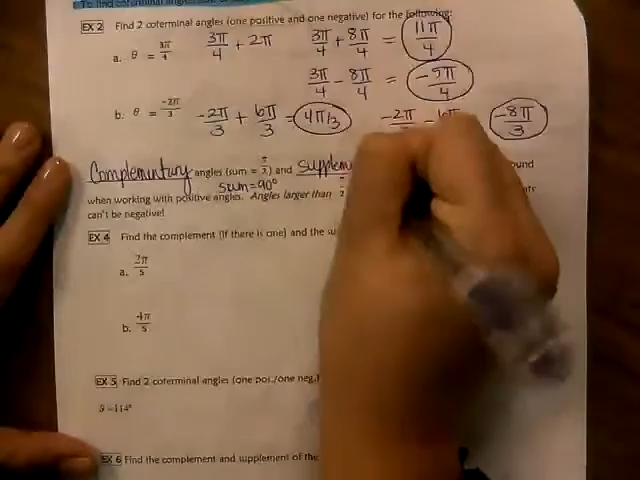 EX 2 Find 2 coterminal angles (one positive and one negative) for the following:
a. θ = 3π/4 3π/4 + 2π 3π/4 + 8π/4 = 11π/4
3π/4 - 8π/4 = -5π/4
b. θ = -2π/3 -2π/3 + 6π/3 = 4π/3 -2π - 6π -8π/3
Complementary angles (sum = π/2) and supplem
sum = 90°
when working with positive angles. Angles larger than
can't be negative!
EX 4 Find the complement (if there is one) and the su
a. 2π/5
b. 4π/5
EX 5 Find 2 coterminal angles (one pos./one neg.)
114°
EX 6 Find the complement and supplement of the